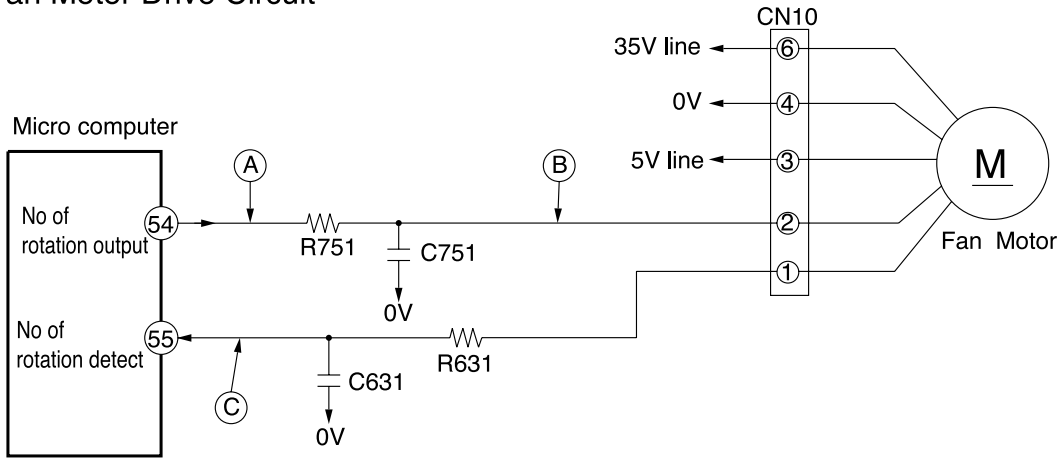 an Motor Drive Circuit
CN10
35V line
6
0V
4
Micro computer
5V line
3
M
A
B
No of
rotation output
54
R751
C751
2
Fan Motor
0V
1
No of
rotation detect
55
R631
C
C631
0V